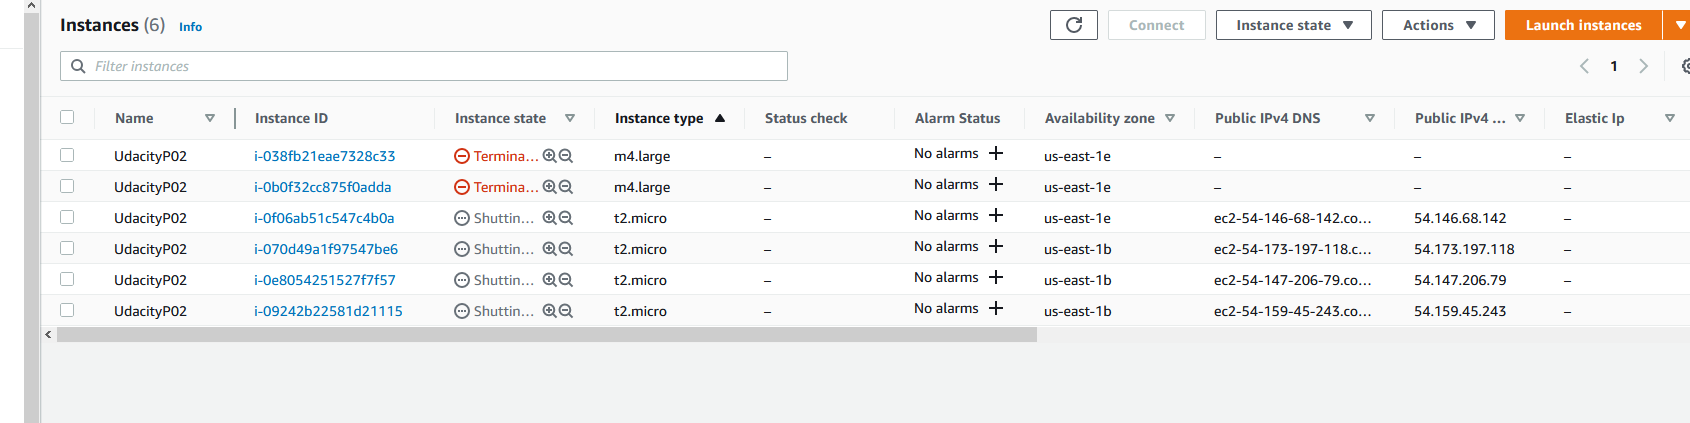 Instances (6) Info Connect Instance state Actions Launch instances
Filter instances 1
Name Instance ID Instance state Instance type Status check Alarm Status Availability zone Public IPv4 DNS Public IPv4 ... Elastic Ip
UdacityP02 i-038fb21eae7328c33 Termina... m4.large – No alarms + us-east-1e – – –
UdacityP02 i-0b0f32cc875f0adda Termina... m4.large – No alarms + us-east-1e – – –
UdacityP02 i-0f06ab51c547c4b0a Shuttin... t2.micro – No alarms + us-east-1e ec2-54-146-68-142.co... 54.146.68.142 –
UdacityP02 i-070d49a1f97547be6 Shuttin... t2.micro – No alarms + us-east-1b ec2-54-173-197-118.c... 54.173.197.118 –
UdacityP02 i-0e8054251527f7f57 Shuttin... t2.micro – No alarms + us-east-1b ec2-54-147-206-79.co... 54.147.206.79 –
UdacityP02 i-09242b22581d21115 Shuttin... t2.micro – No alarms + us-east-1b ec2-54-159-45-243.co... 54.159.45.243 –